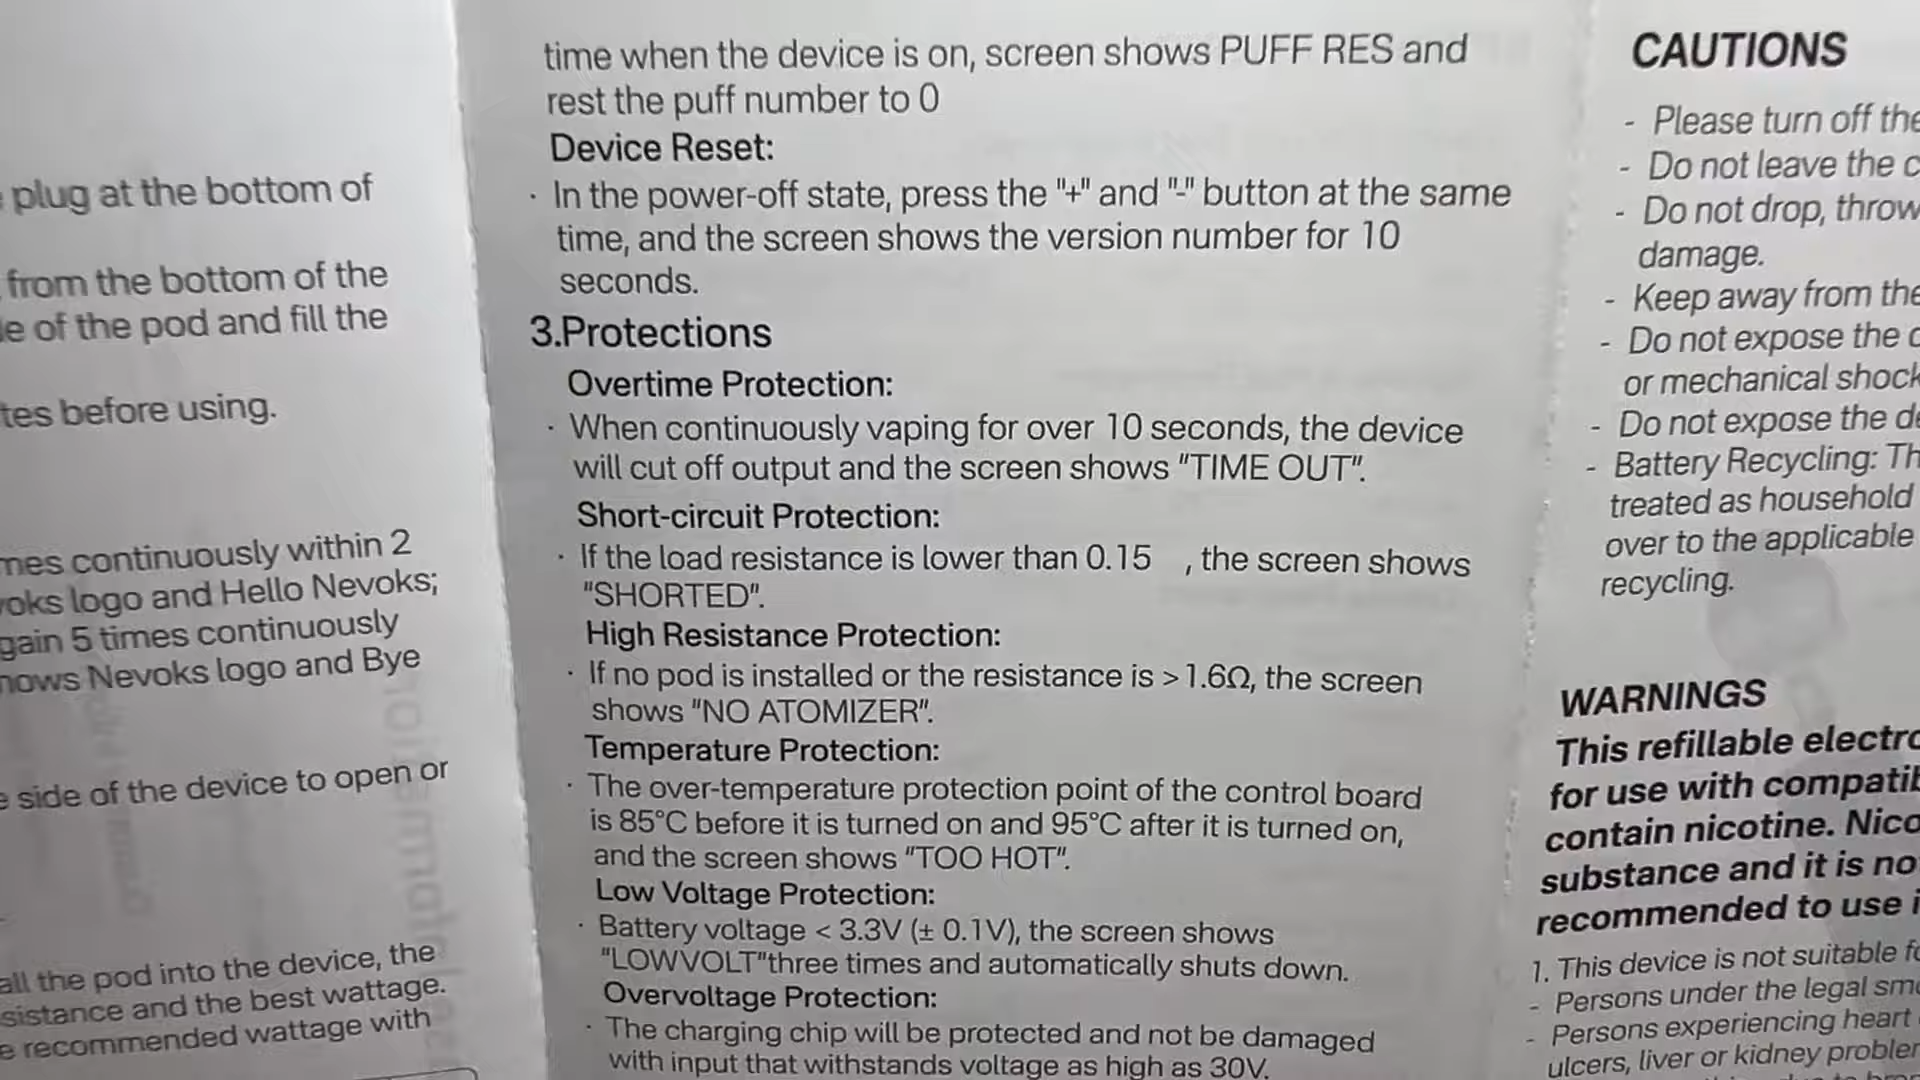 plug at the bottom of
from the bottom of the
of the pod and fill the
before using.
continuously within 2
logo and Hello Nevoks;
5 times continuously
Nevoks logo and Bye
side of the device to open or
the pod into the device, the
and the best wattage.
recommended wattage with
time when the device is on, screen shows PUFF RES and
rest the puff number to 0
Device Reset:
· In the power-off state, press the "+" and "-" button at the same
time, and the screen shows the version number for 10
seconds.
3.Protections
Overtime Protection:
· When continuously vaping for over 10 seconds, the device
will cut off output and the screen shows "TIME OUT".
Short-circuit Protection:
· If the load resistance is lower than 0.15 , the screen shows
"SHORTED".
High Resistance Protection:
· If no pod is installed or the resistance is >1.6Ω, the screen
shows "NO ATOMIZER".
Temperature Protection:
· The over-temperature protection point of the control board
is 85°C before it is turned on and 95°C after it is turned on,
and the screen shows "TOO HOT".
Low Voltage Protection:
· Battery voltage < 3.3V (± 0.1V), the screen shows
"LOWVOLT"three times and automatically shuts down.
Overvoltage Protection:
· The charging chip will be protected and not be damaged
with input that withstands voltage as high as 30V.
CAUTIONS
- Please turn off the
- Do not leave the
- Do not drop, throw
damage.
- Keep away from the
- Do not expose the
or mechanical shock
- Do not expose the
- Battery Recycling:
treated as household
over to the applicable
recycling.
WARNINGS
This refillable
for use with
contain nicotine.
substance and it is
recommended to use
1. This device is not suitable
- Persons under the legal
- Persons experiencing heart
ulcers, liver or kidney